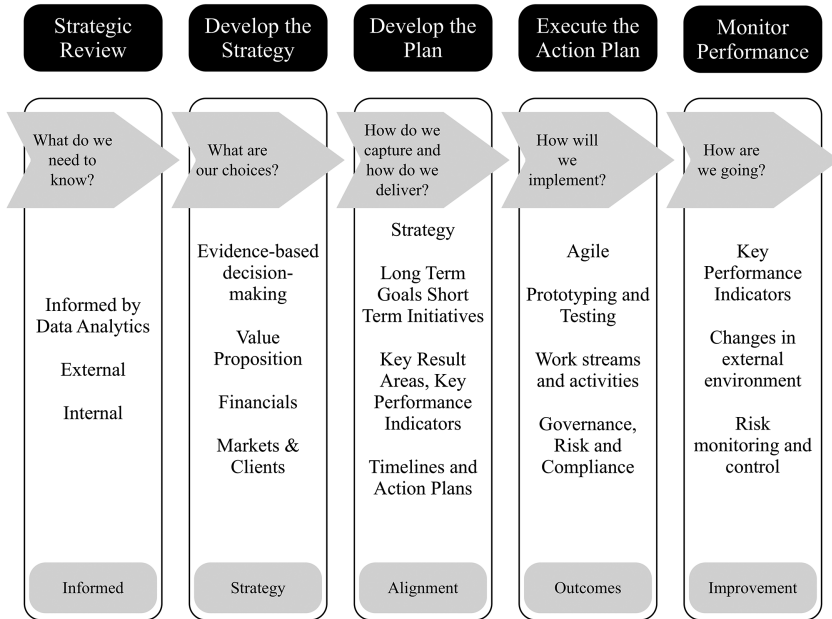 Strategic
Review
Develop the
Strategy
Develop the
Plan
Execute the
Action Plan
Monitor
Performance
What do we
need to
know?
What are
our choices?
How do we
capture and
how do we
deliver?
How will
we
implement?
How are
we going?
Informed by
Data Analytics
External
Internal
Evidence-based
decision-
making
Value
Proposition
Financials
Markets &
Clients
Strategy
Long Term
Goals Short
Term Initiatives
Key Result
Areas, Key
Performance
Indicators
Timelines and
Action Plans
Agile
Prototyping and
Testing
Work streams
and activities
Governance,
Risk and
Compliance
Key
Performance
Indicators
Changes in
external
environment
Risk
monitoring and
control
Informed
Strategy
Alignment
Outcomes
Improvement